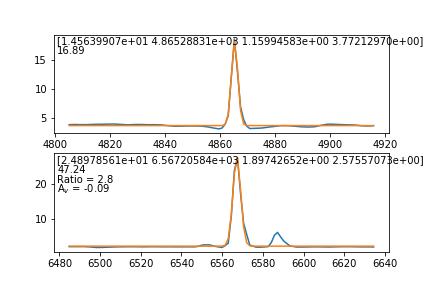 [1.45639907e+01 4.86528831e+03 1.15994583e+00 3.77212970e+00]
16.89
15
10
5
4800 4820 4840 4860 4880 4900 4920
[2.48978561e+01 6.56720584e+03 1.89742652e+00 2.57557073e+00]
47.24
Ratio = 2.8
Aᵥ = -0.09
20
10
6480 6500 6520 6540 6560 6580 6600 6620 6640